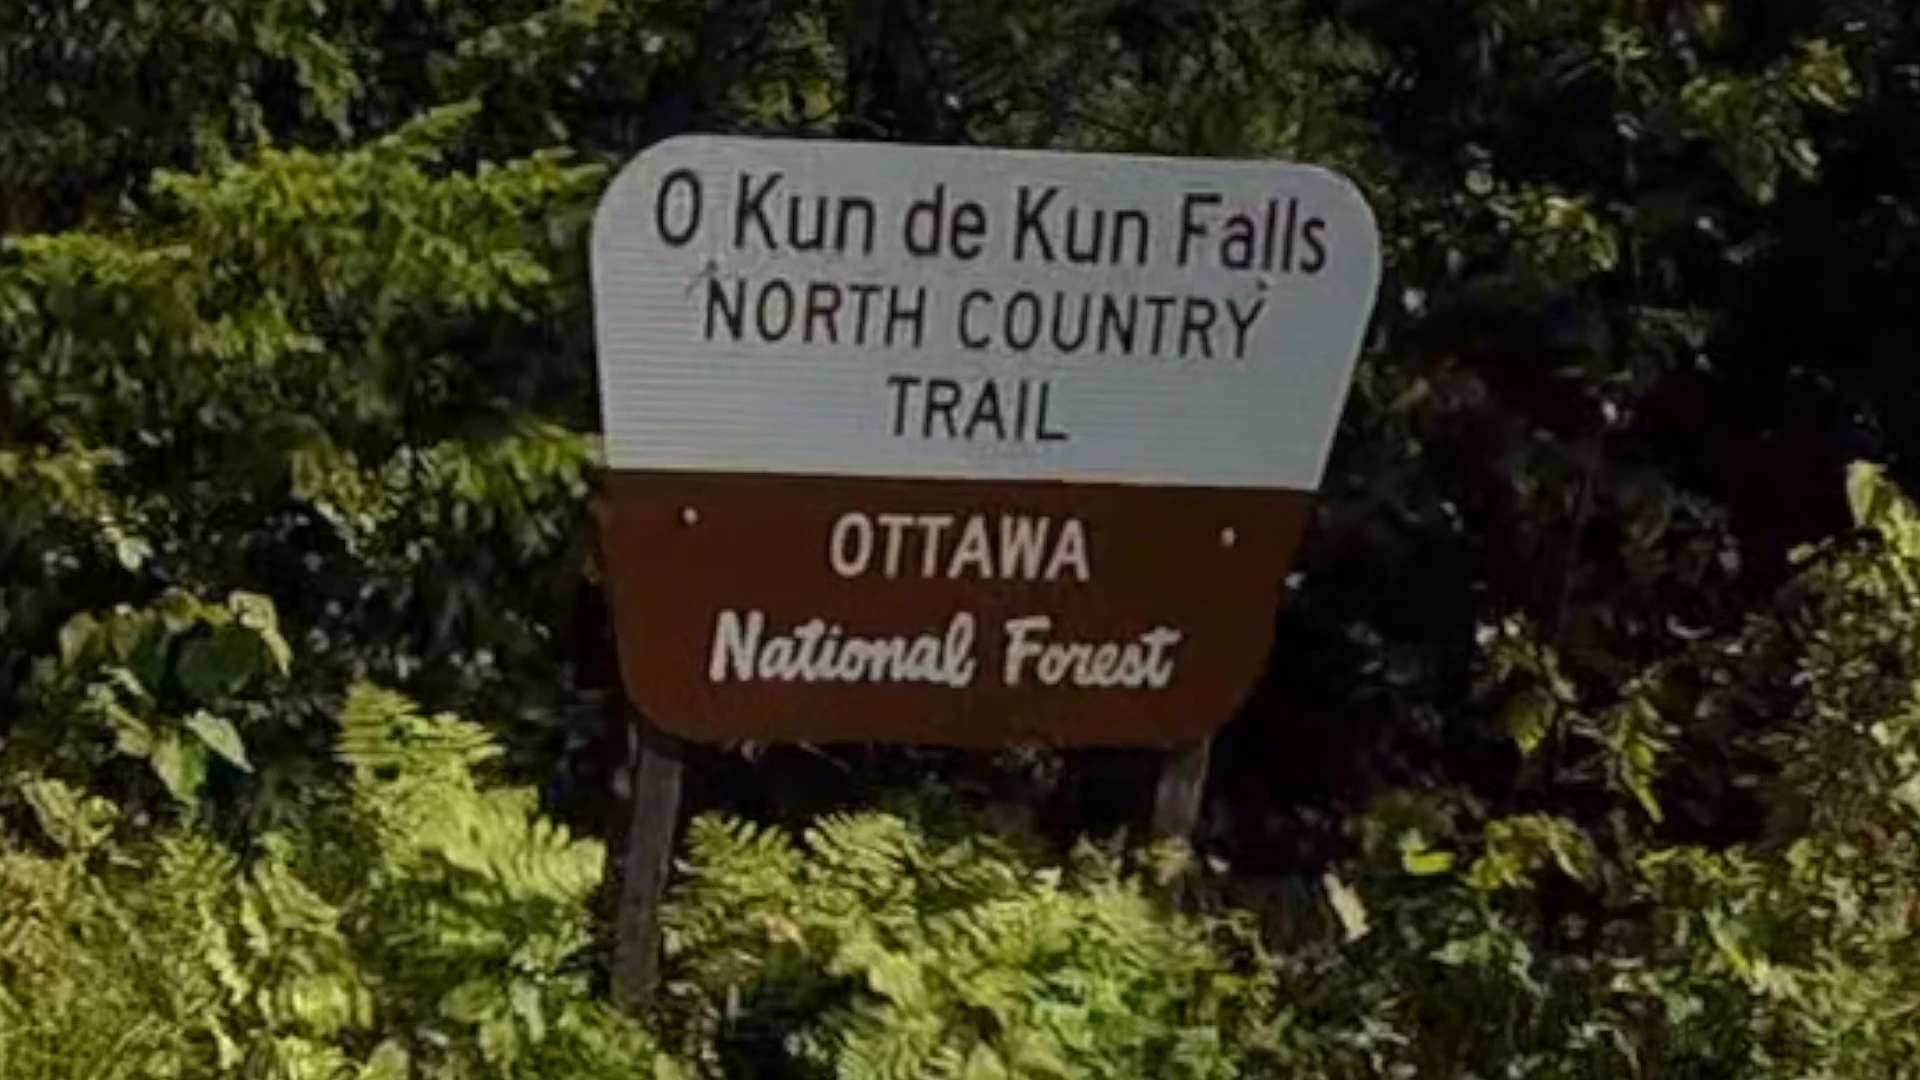 O Kun de Kun Falls
NORTH COUNTRY
TRAIL
OTTAWA
National Forest